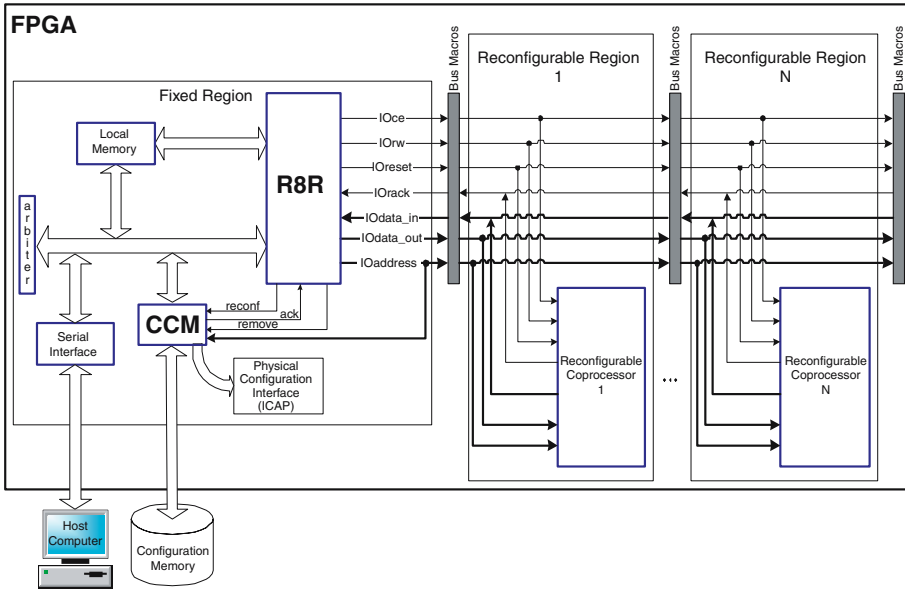 FPGA
Fixed Region
Local
Memory
R8R
arbiter
Serial
Interface
CCM
reconf
ack
remove
Physical
Configuration
Interface
(ICAP)
IOce
IOrw
IOreset
IOrack
IOdata_in
IOdata_out
IOaddress
Bus Macros
Reconfigurable Region
1
Bus Macros
Reconfigurable Region
N
Bus Macros
Reconfigurable
Coprocessor
1
...
Reconfigurable
Coprocessor
N
Host
Computer
Configuration
Memory